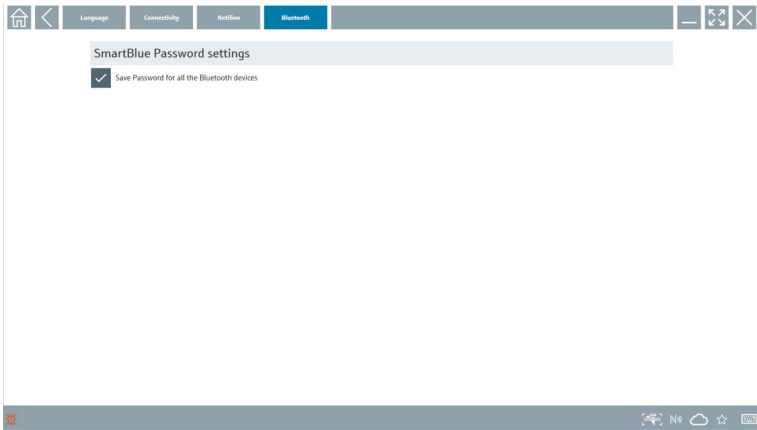 Language
Connectivity
Netilion
Bluetooth
SmartBlue Password settings
Save Password for all the Bluetooth devices